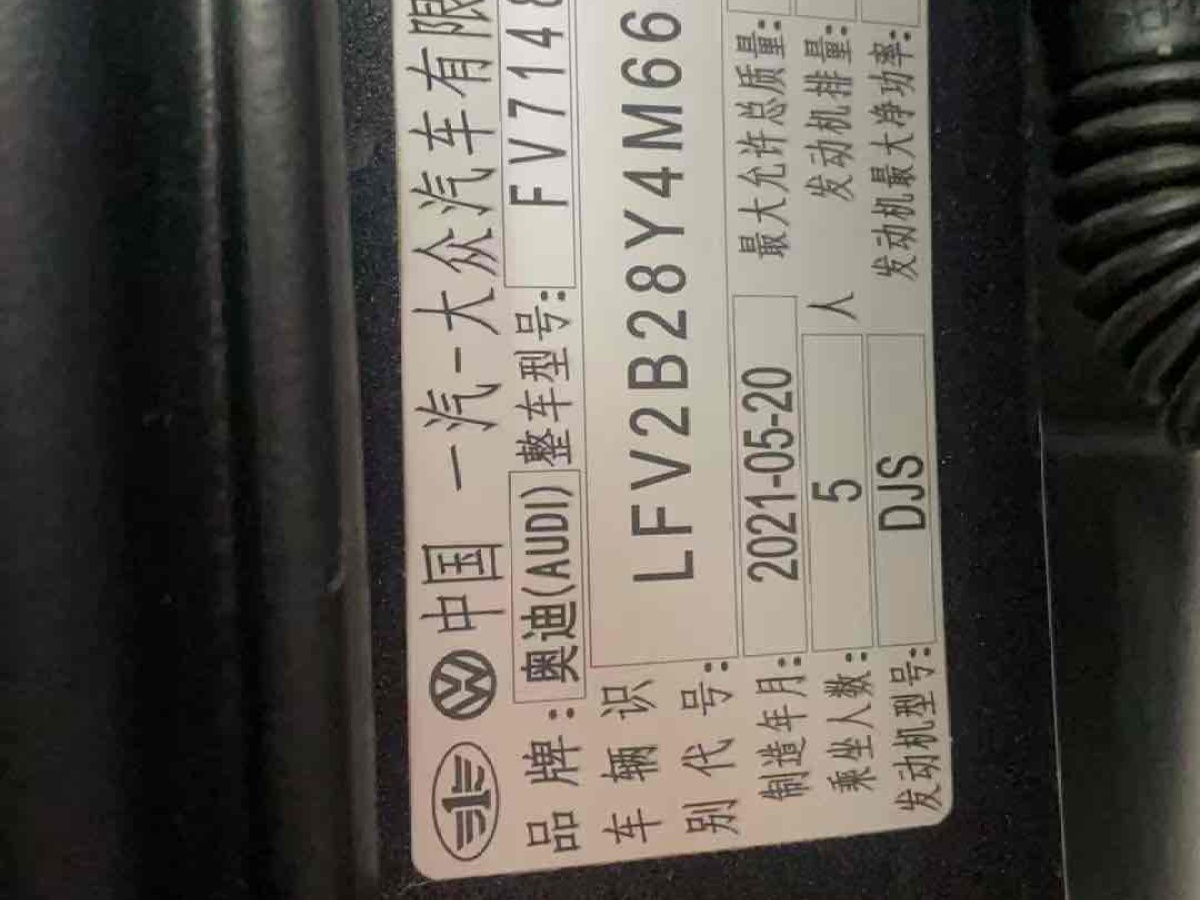 中国 一汽-大众汽车有限
品牌: 奥迪(AUDI) 整车型号: FV7148
车辆识别代号: LFV2B28Y4M66
制造年月: 2021-05-20 最大允许总质量:
乘坐人数: 5 人 发动机排量:
发动机型号: DJS 发动机最大净功率: